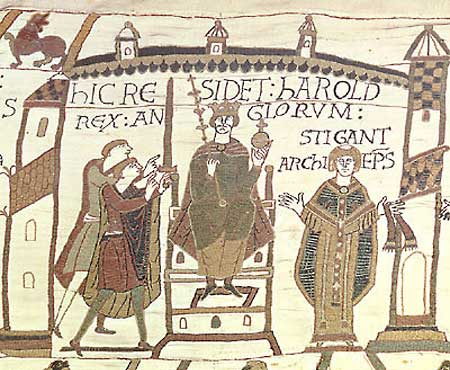 hIC RE SIDET: hAROLD
REX: AN GLORVM:
STIGANT
ARChI EPS